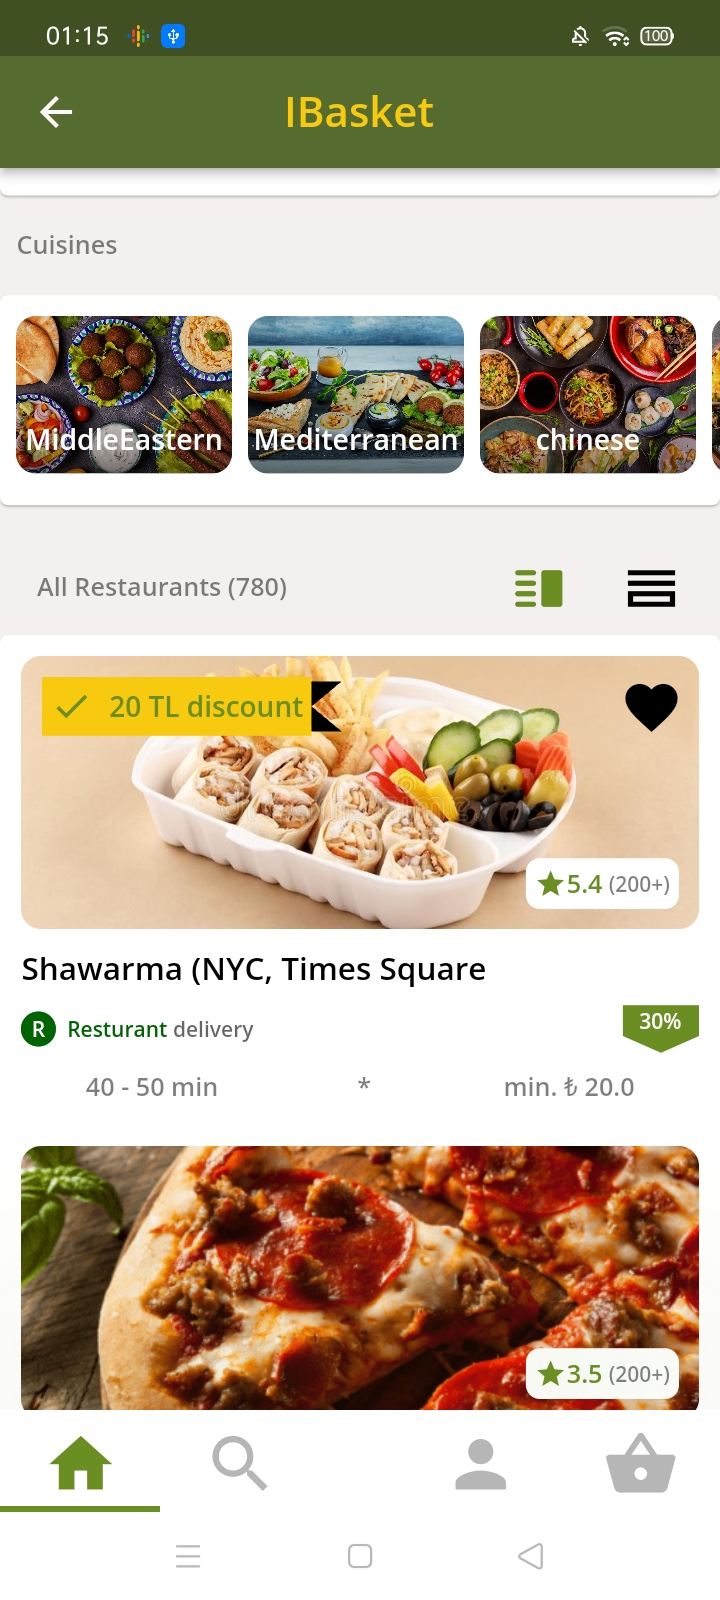 01:15
100
IBasket
Cuisines
MiddleEastern
Mediterranean
chinese
All Restaurants (780)
20 TL discount
5.4 (200+)
Shawarma (NYC, Times Square
R Resturant delivery
30%
40 - 50 min * min. ₺ 20.0
3.5 (200+)